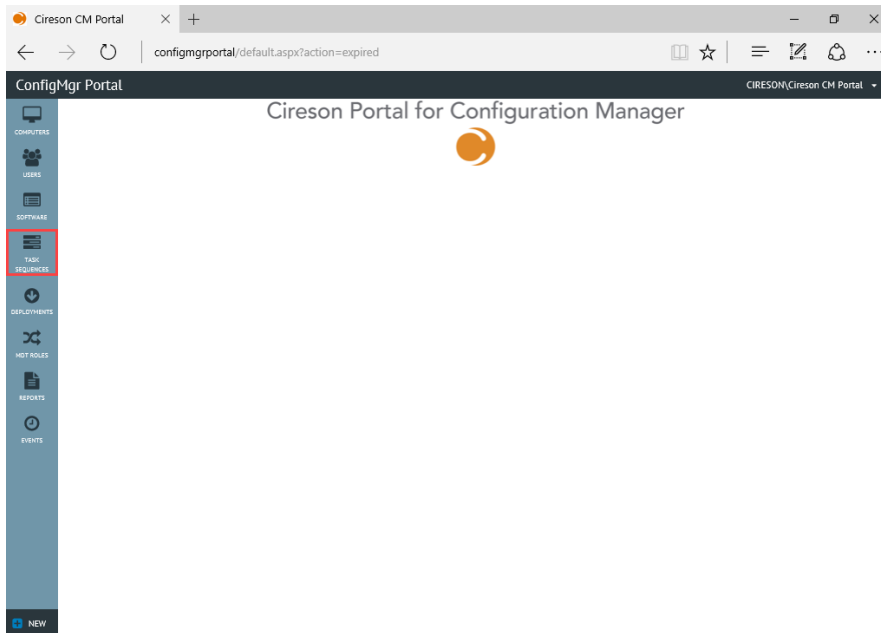 Cireson CM Portal
configmgrportal/default.aspx?action=expired
ConfigMgr Portal
CIRESON\Cireson CM Portal
Cireson Portal for Configuration Manager
COMPUTERS
USERS
SOFTWARE
TASK
SEQUENCES
DEPLOYMENTS
MDT ROLES
REPORTS
EVENTS
NEW